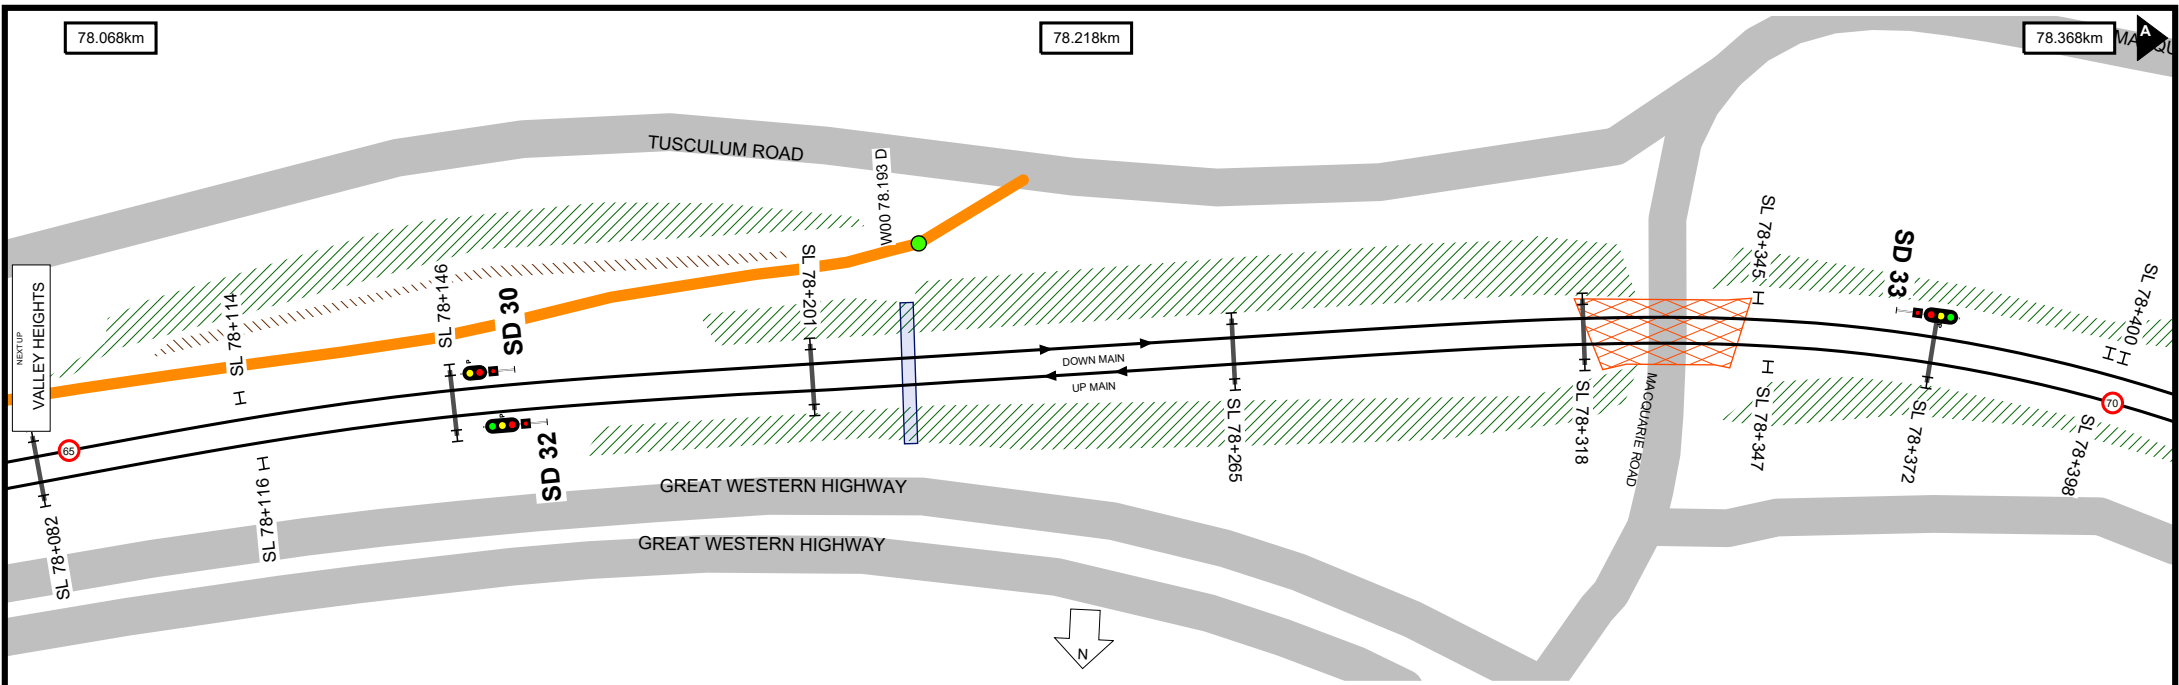 78.068km
78.218km
78.368km
A
MACQU
TUSCULUM ROAD
W00 78.193 D
NEXT UP
VALLEY HEIGHTS
SL 78+114
SL 78+146
SD 30
SL 78+201
SL 78+345
SD 33
SL 78+400
P
P
P
65
DOWN MAIN
UP MAIN
70
SL 78+082
SL 78+116
SD 32
SL 78+265
SL 78+318
MACQUARIE ROAD
SL 78+347
SL 78+372
SL 78+398
GREAT WESTERN HIGHWAY
GREAT WESTERN HIGHWAY
N